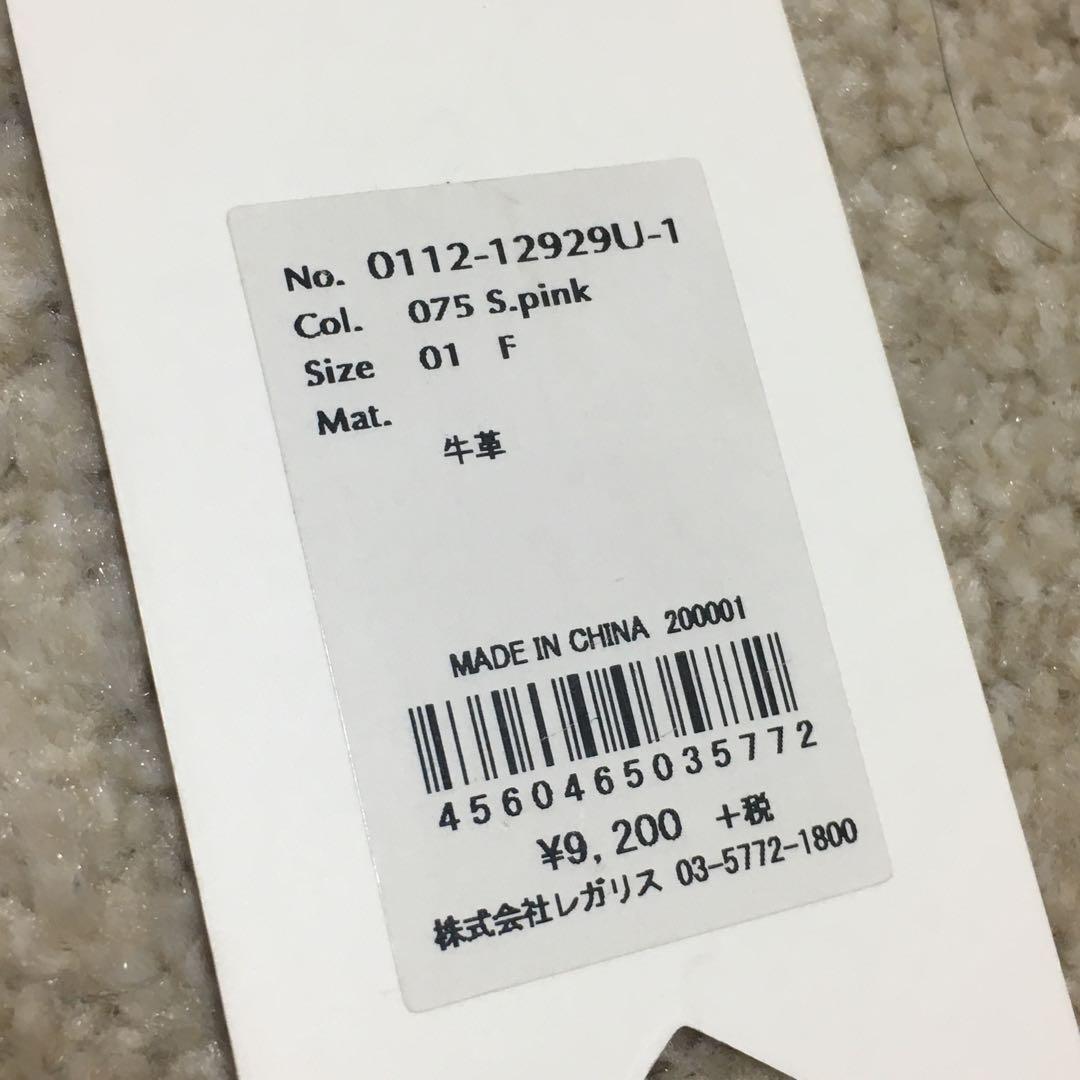 No. 0112-12929U-1
Col. 075 S.pink
Size 01 F
Mat.
牛革
MADE IN CHINA 200001
4560465035772
¥9,200 +税
株式会社レガリス 03-5772-1800